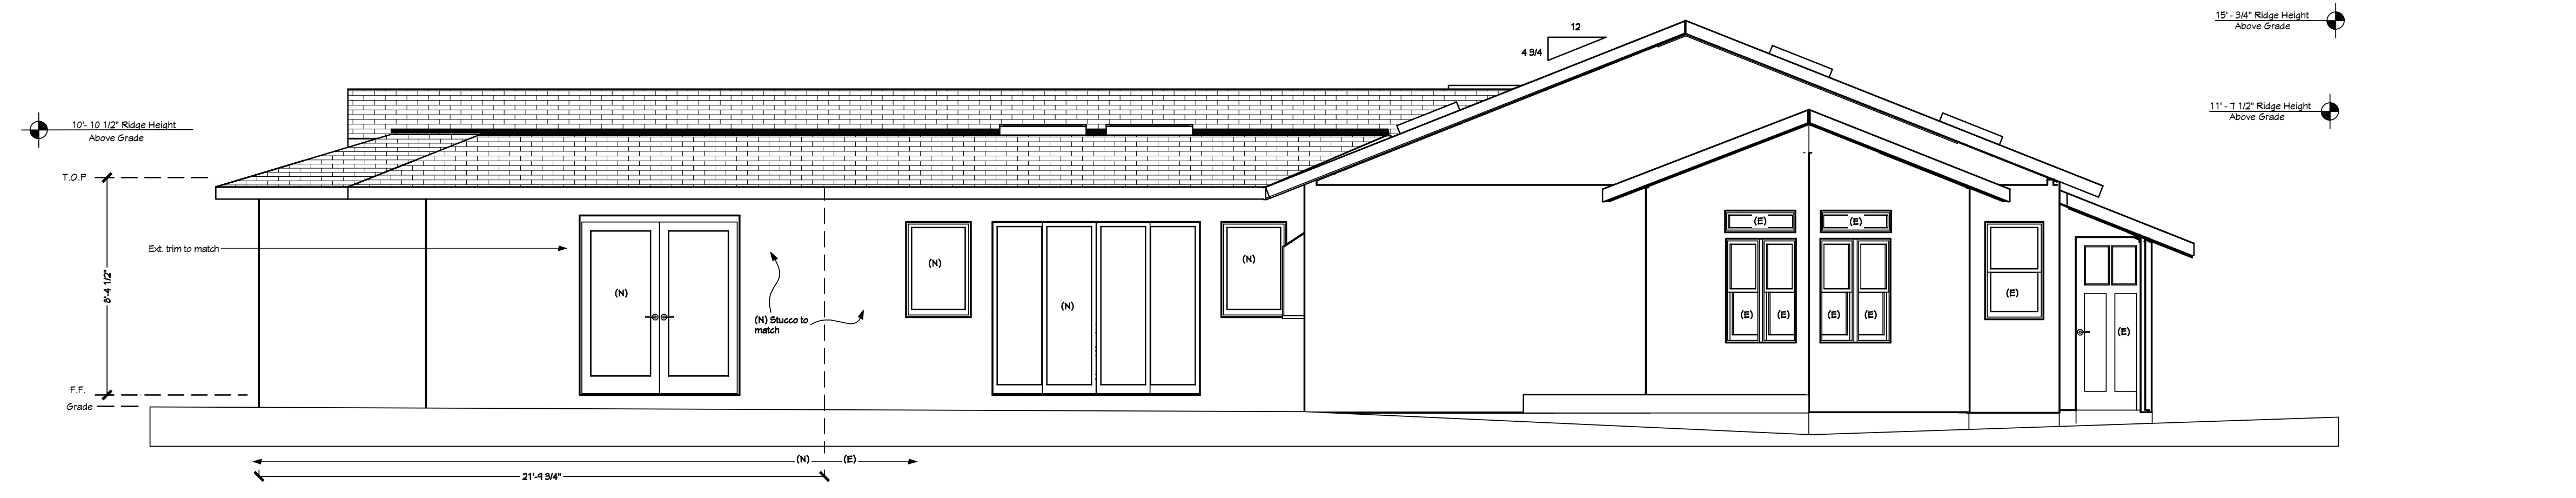 15' - 3/4" Ridge Height
Above Grade
12
4 3/4
11' - 7 1/2" Ridge Height
Above Grade
10'- 10 1/2" Ridge Height
Above Grade
T.O.P
Ext. trim to match
8'-4 1/2"
(N)
(N) Stucco to
match
(N)
(N)
(N)
(E)
(E)
(E)
(E)
(E)
(E)
(E)
(E)
F.F.
Grade
(N)
(E)
21'-9 3/4"